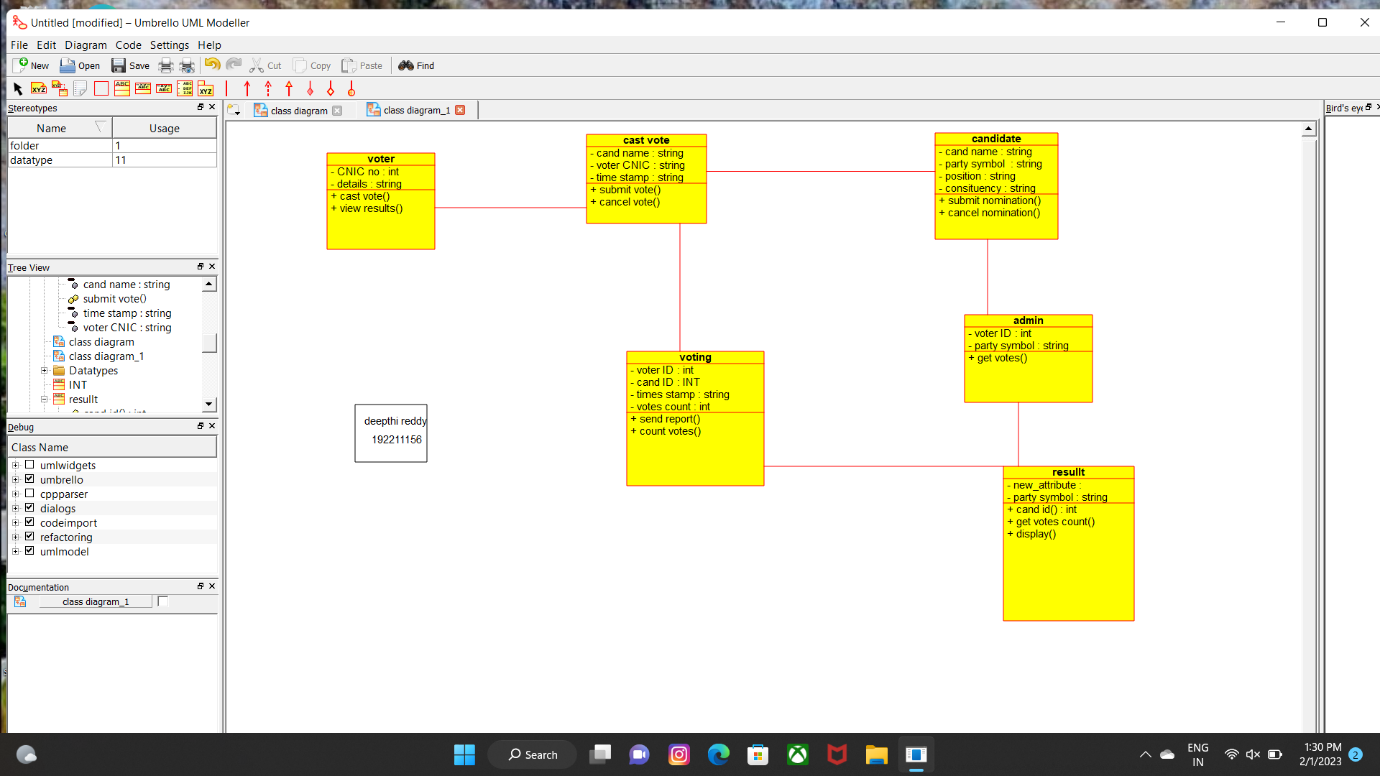 Untitled [modified] – Umbrello UML Modeller
File Edit Diagram Code Settings Help
New Open Save Cut Copy Paste Find
Stereotypes
Name Usage
folder 1
datatype 11
Tree View
cand name : string
submit vote()
time stamp : string
voter CNIC : string
class diagram
class diagram_1
Datatypes
INT
resullt
Debug
Class Name
umlwidgets
umbrello
cppparser
dialogs
codeimport
refactoring
umlmodel
Documentation
class diagram_1
class diagram
class diagram_1
voter
- CNIC no : int
- details : string
+ cast vote()
+ view results()
cast vote
- cand name : string
- voter CNIC : string
- time stamp : string
+ submit vote()
+ cancel vote()
candidate
- cand name : string
- party symbol : string
- position : string
- consituency : string
+ submit nomination()
+ cancel nomination()
admin
- voter ID : int
- party symbol : string
+ get votes()
voting
- voter ID : int
- cand ID : INT
- times stamp : string
- votes count : int
+ send report()
+ count votes()
deepthi reddy
192211156
resullt
- new_attribute :
- party symbol : string
+ cand id() : int
+ get votes count()
+ display()
Bird's eye
Search
ENG
IN
1:30 PM
2/1/2023
2